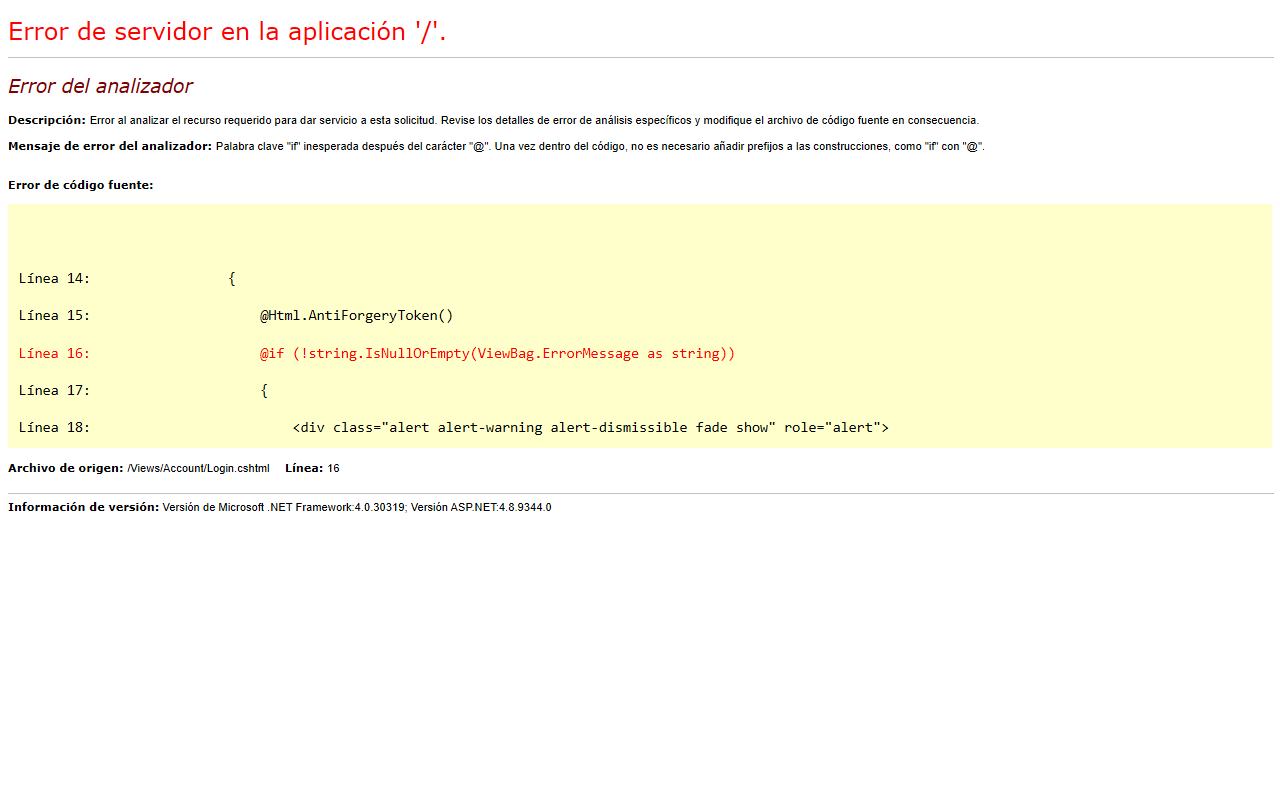 Error de servidor en la aplicación '/'.
Error del analizador
Descripción: Error al analizar el recurso requerido para dar servicio a esta solicitud. Revise los detalles de error de análisis específicos y modifique el archivo de código fuente en consecuencia.
Mensaje de error del analizador: Palabra clave "if" inesperada después del carácter "@". Una vez dentro del código, no es necesario añadir prefijos a las construcciones, como "if" con "@".
Error de código fuente:
Línea 14:                 {
Línea 15:                     @Html.AntiForgeryToken()
Línea 16:                     @if (!string.IsNullOrEmpty(ViewBag.ErrorMessage as string))
Línea 17:                     {
Línea 18:                         <div class="alert alert-warning alert-dismissible fade show" role="alert">
Archivo de origen: /Views/Account/Login.cshtml    Línea: 16
Información de versión: Versión de Microsoft .NET Framework:4.0.30319; Versión ASP.NET:4.8.9344.0